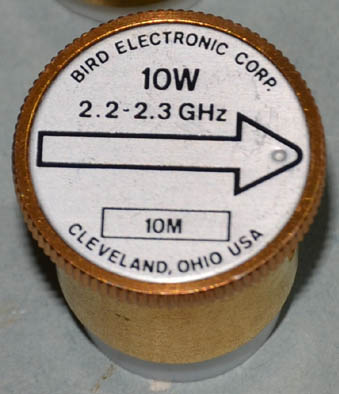 BIRD ELECTRONIC CORP.
10W
2.2-2.3 GHz
10M
CLEVELAND, OHIO USA